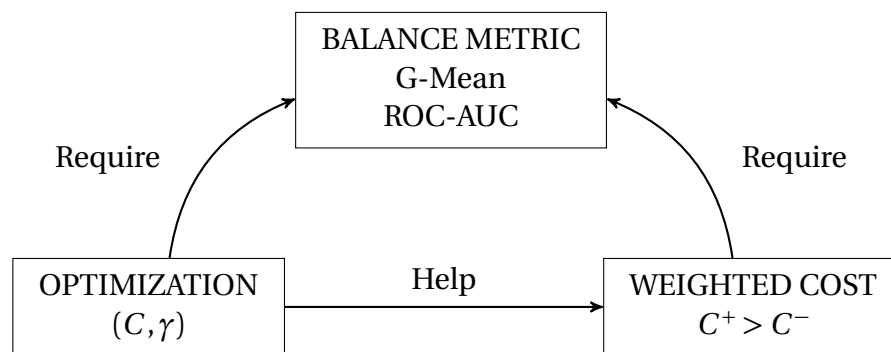 BALANCE METRIC
G-Mean
ROC-AUC
Require
Require
OPTIMIZATION
(C, γ)
Help
WEIGHTED COST
C⁺ > C⁻